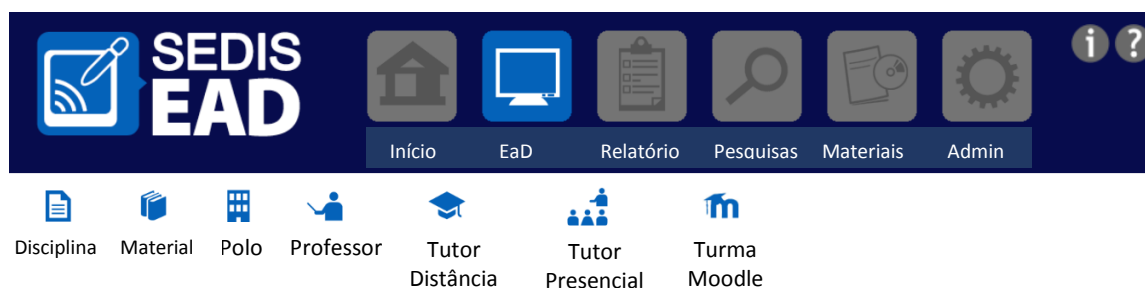 SEDIS
EAD
i ?
Início EaD Relatório Pesquisas Materiais Admin
Disciplina Material Polo Professor Tutor Tutor Turma
Distância Presencial Moodle